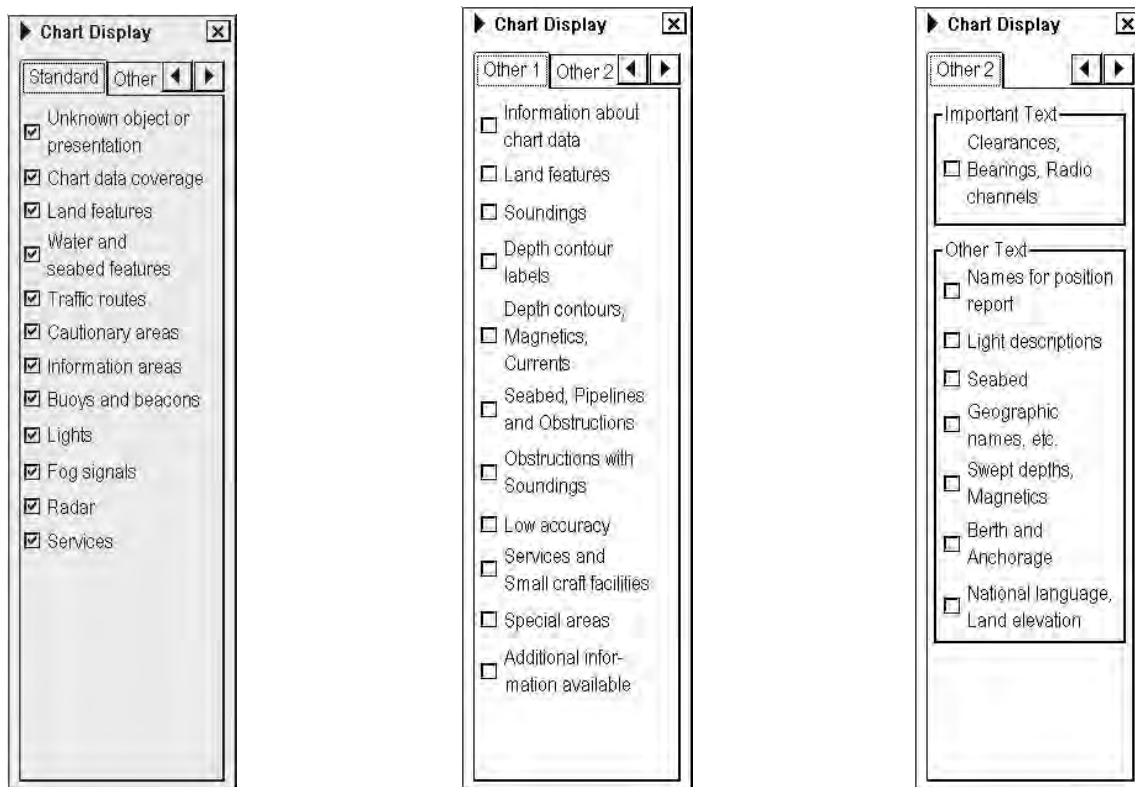 Chart Display
Standard Other
Unknown object or
presentation
Chart data coverage
Land features
Water and
seabed features
Traffic routes
Cautionary areas
Information areas
Buoys and beacons
Lights
Fog signals
Radar
Services
Chart Display
Other 1 Other 2
Information about
chart data
Land features
Soundings
Depth contour
labels
Depth contours,
Magnetics,
Currents
Seabed, Pipelines
and Obstructions
Obstructions with
Soundings
Low accuracy
Services and
Small craft facilities
Special areas
Additional infor-
mation available
Chart Display
Other 2
Important Text
Clearances,
Bearings, Radio
channels
Other Text
Names for position
report
Light descriptions
Seabed
Geographic
names, etc.
Swept depths,
Magnetics
Berth and
Anchorage
National language,
Land elevation